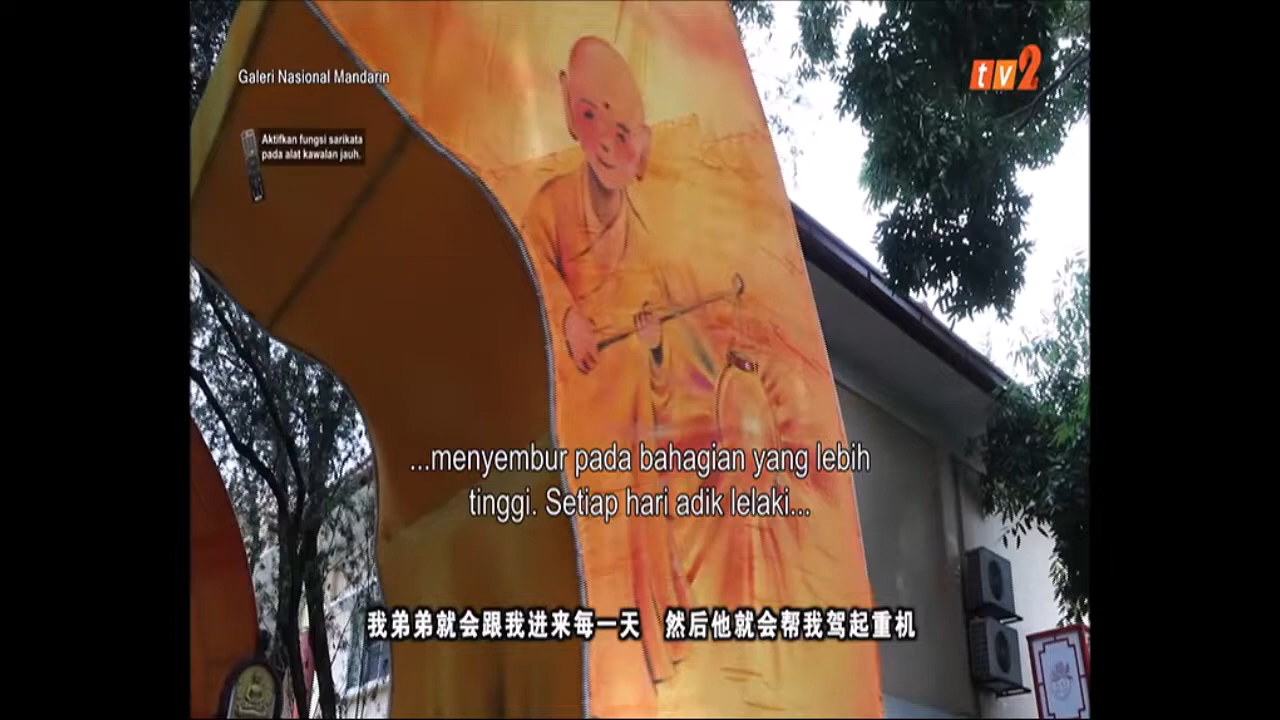 Galeri Nasional Mandarin
tv2
Aktifkan fungsi sarikata
pada alat kawalan jauh.
...menyembur pada bahagian yang lebih
tinggi. Setiap hari adik lelaki...
我弟弟就会跟我进来每一天 然后他就会帮我驾起重机